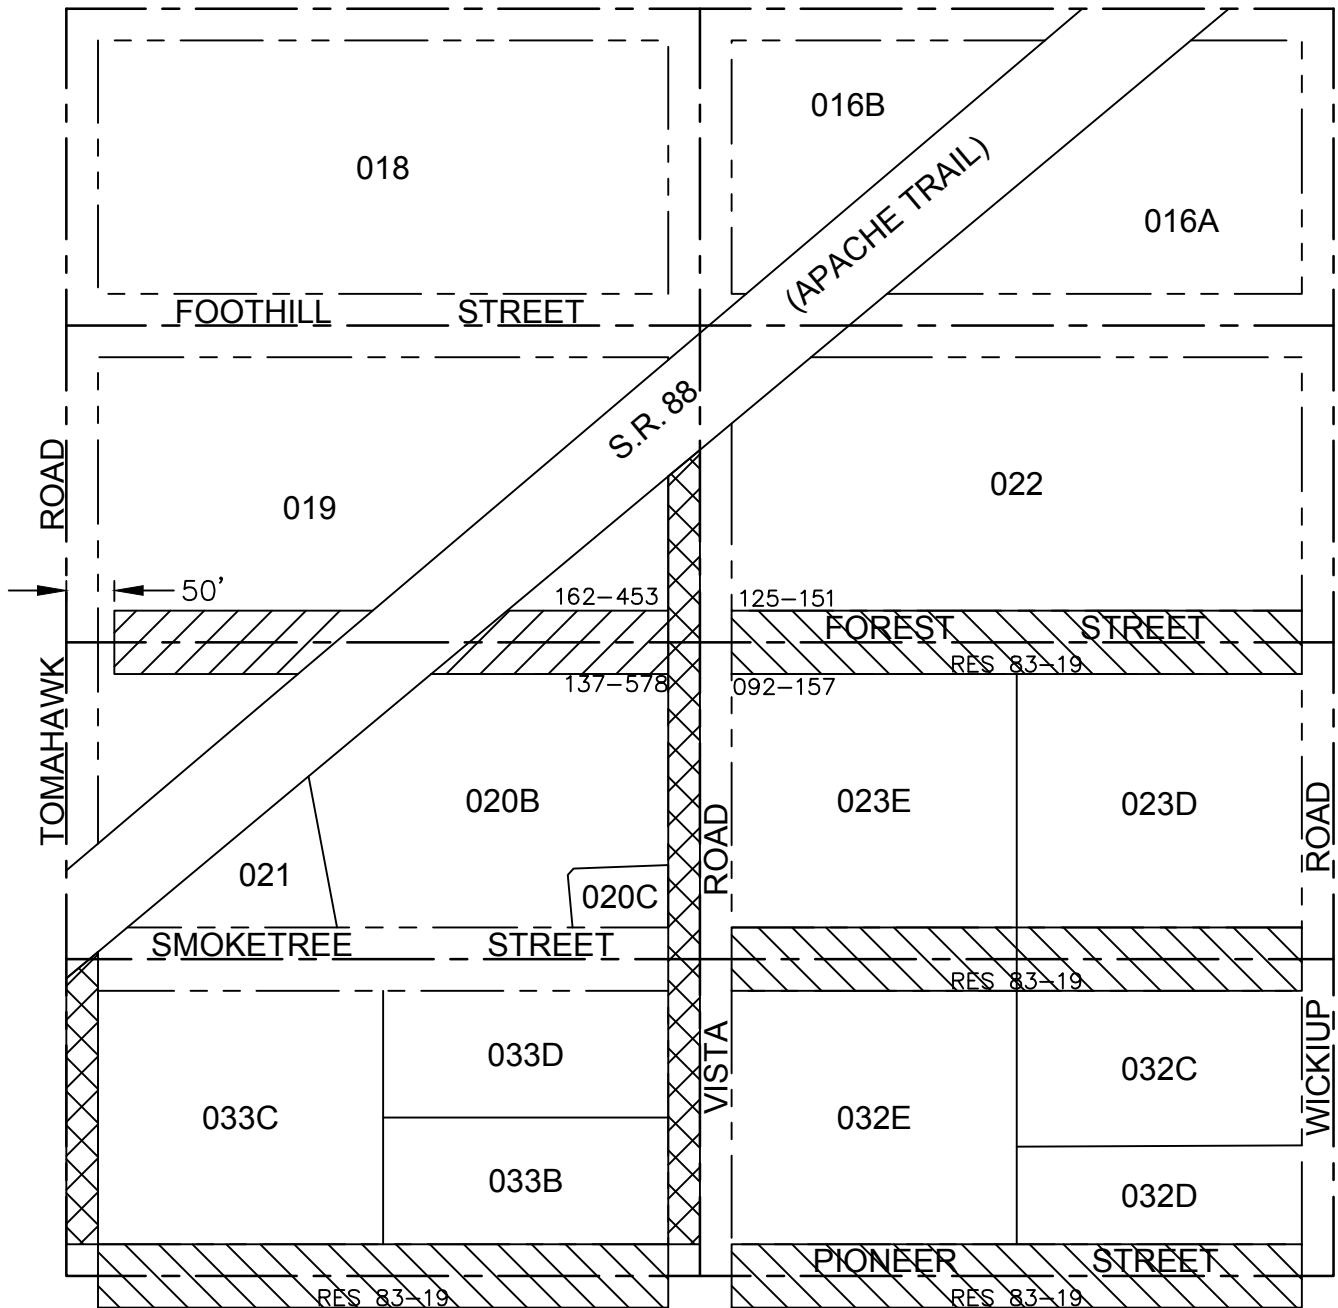 016B
018
(APACHE TRAIL)
016A
FOOTHILL STREET
S.R. 88
ROAD
022
019
50'
162-453
125-151
FOREST STREET
RES 83-19
137-578
092-157
TOMAHAWK
020B
023E
023D
ROAD
ROAD
021
020C
SMOKETREE STREET
RES 83-19
033D
032C
VISTA
WICKIUP
033C
032E
033B
032D
PIONEER STREET
RES 83-19
RES 83-19